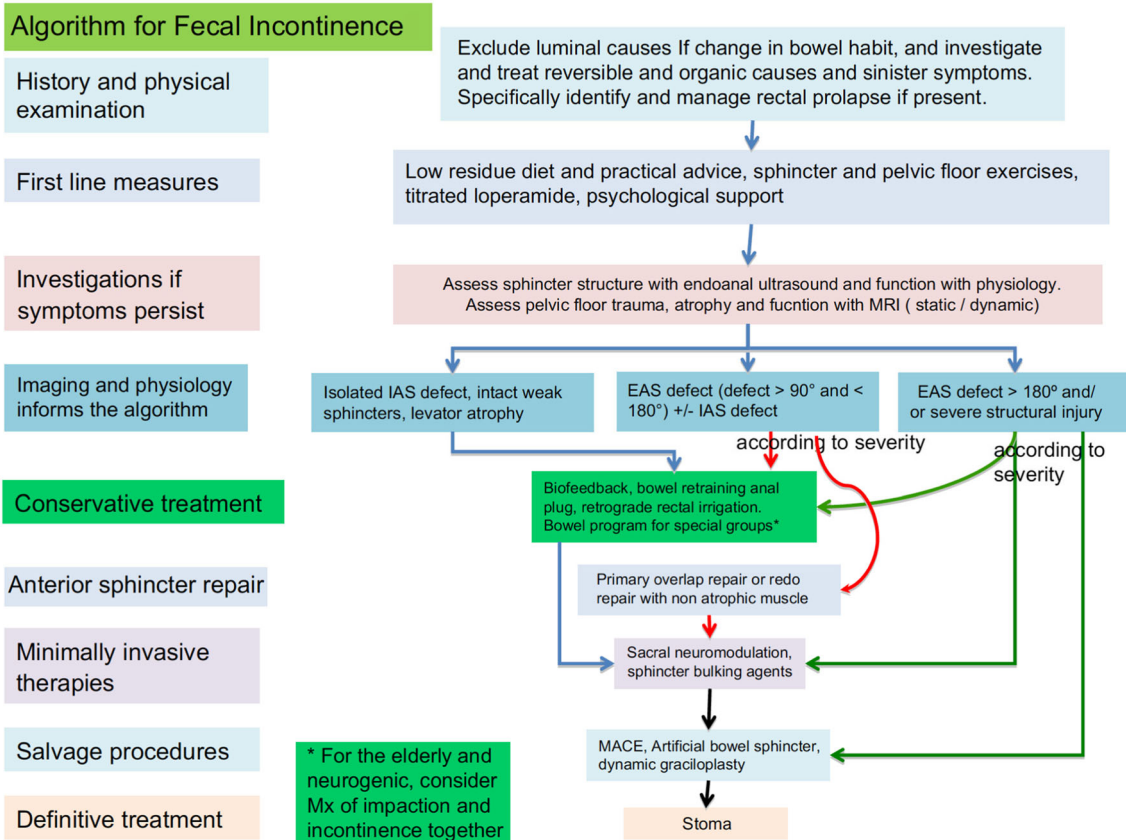 Algorithm for Fecal Incontinence
History and physical
examination
Exclude luminal causes If change in bowel habit, and investigate
and treat reversible and organic causes and sinister symptoms.
Specifically identify and manage rectal prolapse if present.
First line measures
Low residue diet and practical advice, sphincter and pelvic floor exercises,
titrated loperamide, psychological support
Investigations if
symptoms persist
Assess sphincter structure with endoanal ultrasound and function with physiology.
Assess pelvic floor trauma, atrophy and fucntion with MRI ( static / dynamic)
Imaging and physiology
informs the algorithm
Isolated IAS defect, intact weak
sphincters, levator atrophy
EAS defect (defect > 90° and <
180°) +/- IAS defect
EAS defect > 180º and/
or severe structural injury
according to severity
according to
severity
Conservative treatment
Biofeedback, bowel retraining anal
plug, retrograde rectal irrigation.
Bowel program for special groups*
Anterior sphincter repair
Primary overlap repair or redo
repair with non atrophic muscle
Minimally invasive
therapies
Sacral neuromodulation,
sphincter bulking agents
Salvage procedures
MACE, Artificial bowel sphincter,
dynamic graciloplasty
* For the elderly and
neurogenic, consider
Mx of impaction and
incontinence together
Definitive treatment
Stoma